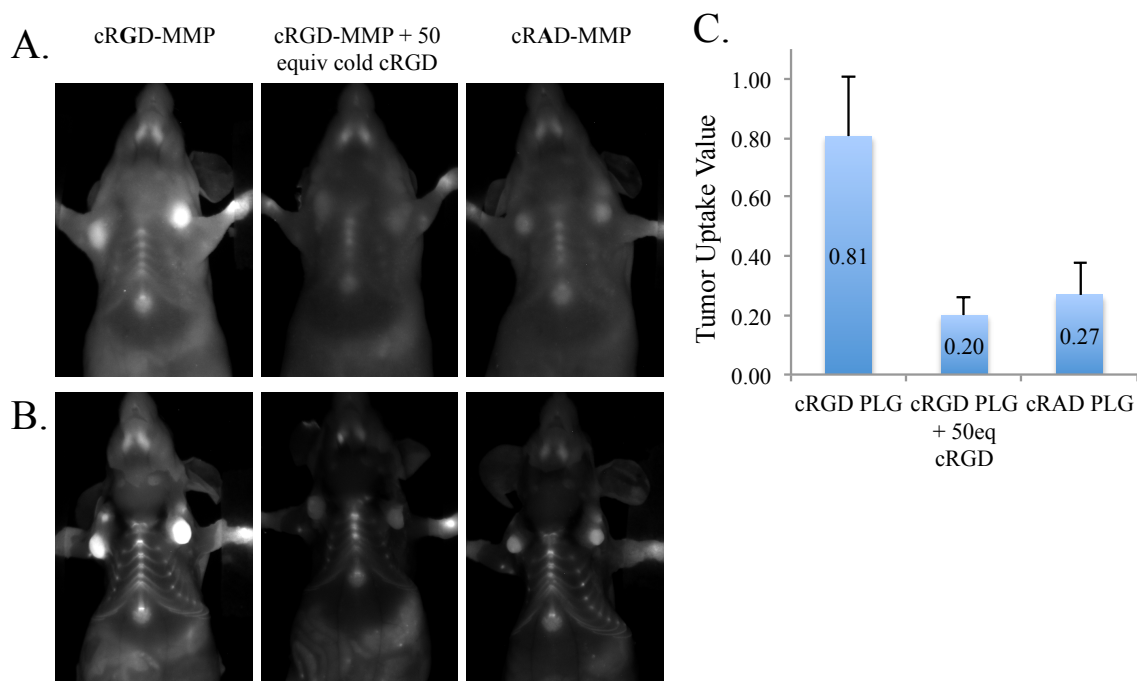 A.
cRGD-MMP
cRGD-MMP + 50
equiv cold cRGD
cRAD-MMP
B.
C.
Tumor Uptake Value
1.00
0.80
0.60
0.40
0.20
0.00
0.81
0.20
0.27
cRGD PLG
cRGD PLG
+ 50eq
cRGD
cRAD PLG